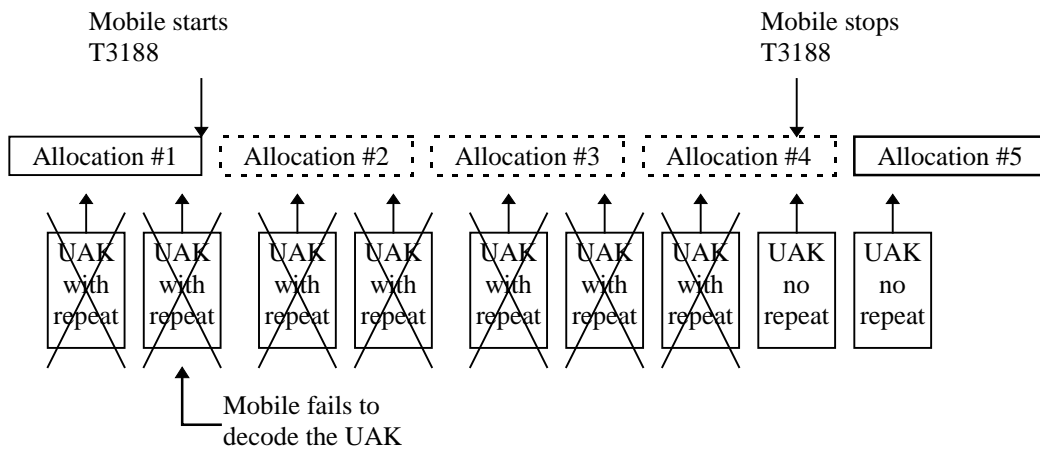 Mobile starts
T3188
Mobile stops
T3188
Allocation #1
Allocation #2
Allocation #3
Allocation #4
Allocation #5
UAK
with
repeat
UAK
with
repeat
UAK
with
repeat
UAK
with
repeat
UAK
with
repeat
UAK
with
repeat
UAK
with
repeat
UAK
no
repeat
UAK
no
repeat
Mobile fails to
decode the UAK